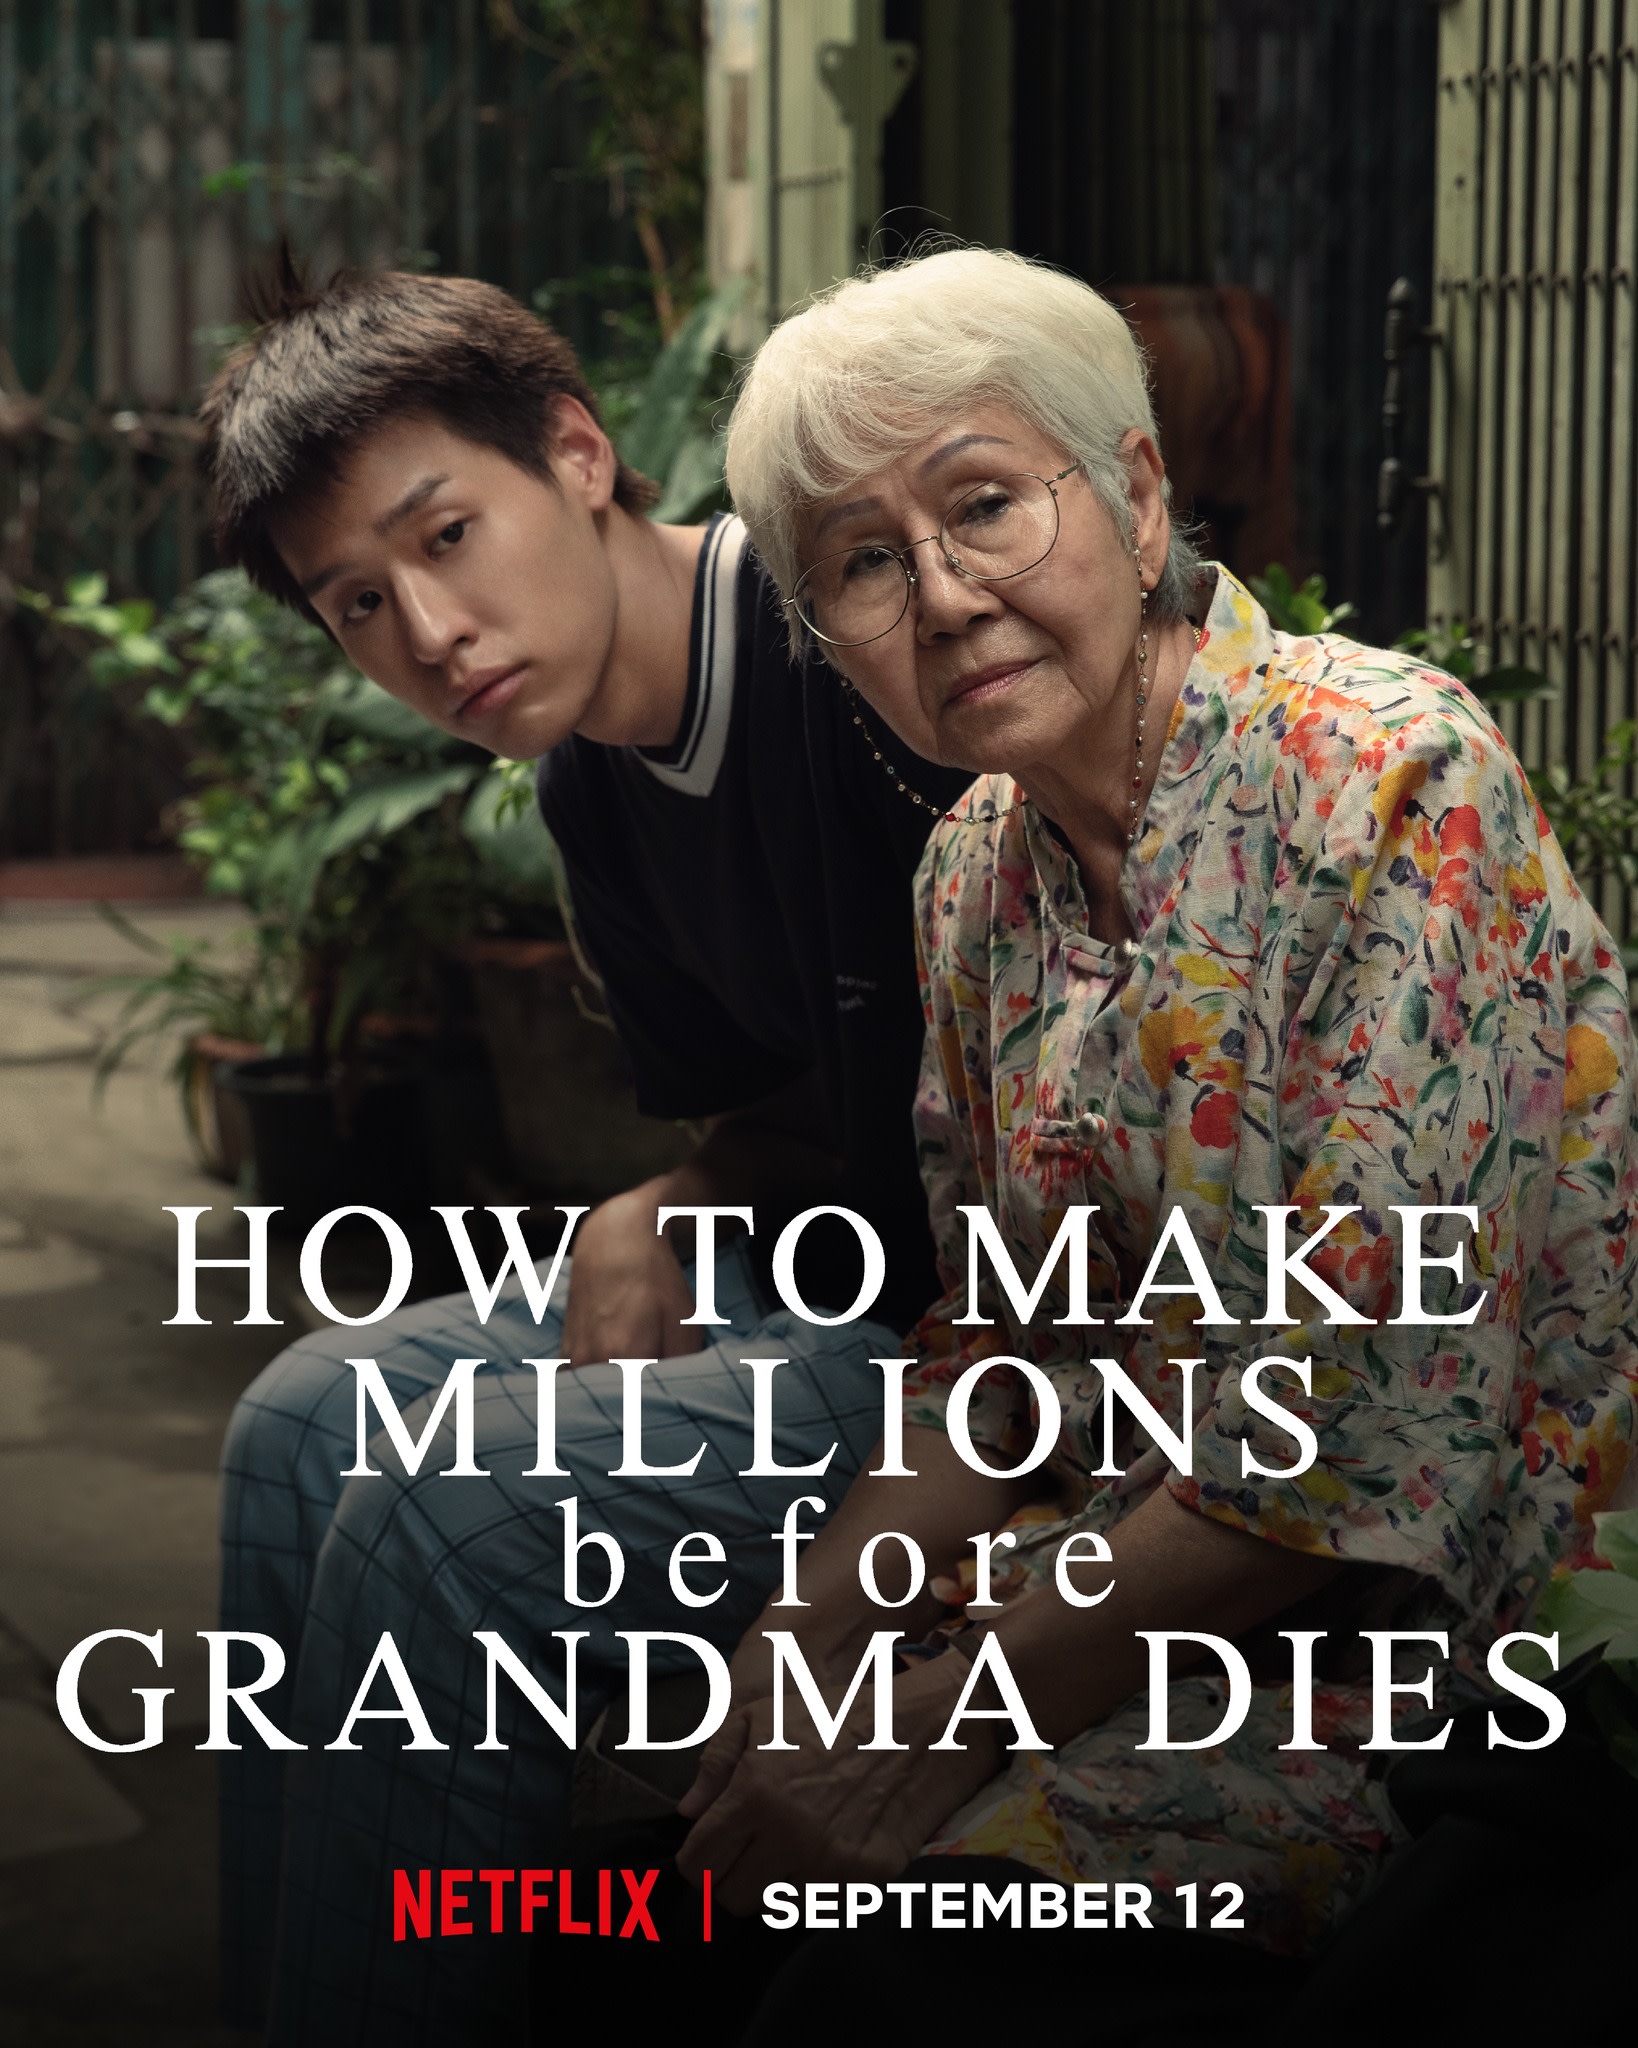 HOW TO MAKE
MILLIONS
before
GRANDMA DIES
NETFLIX | SEPTEMBER 12